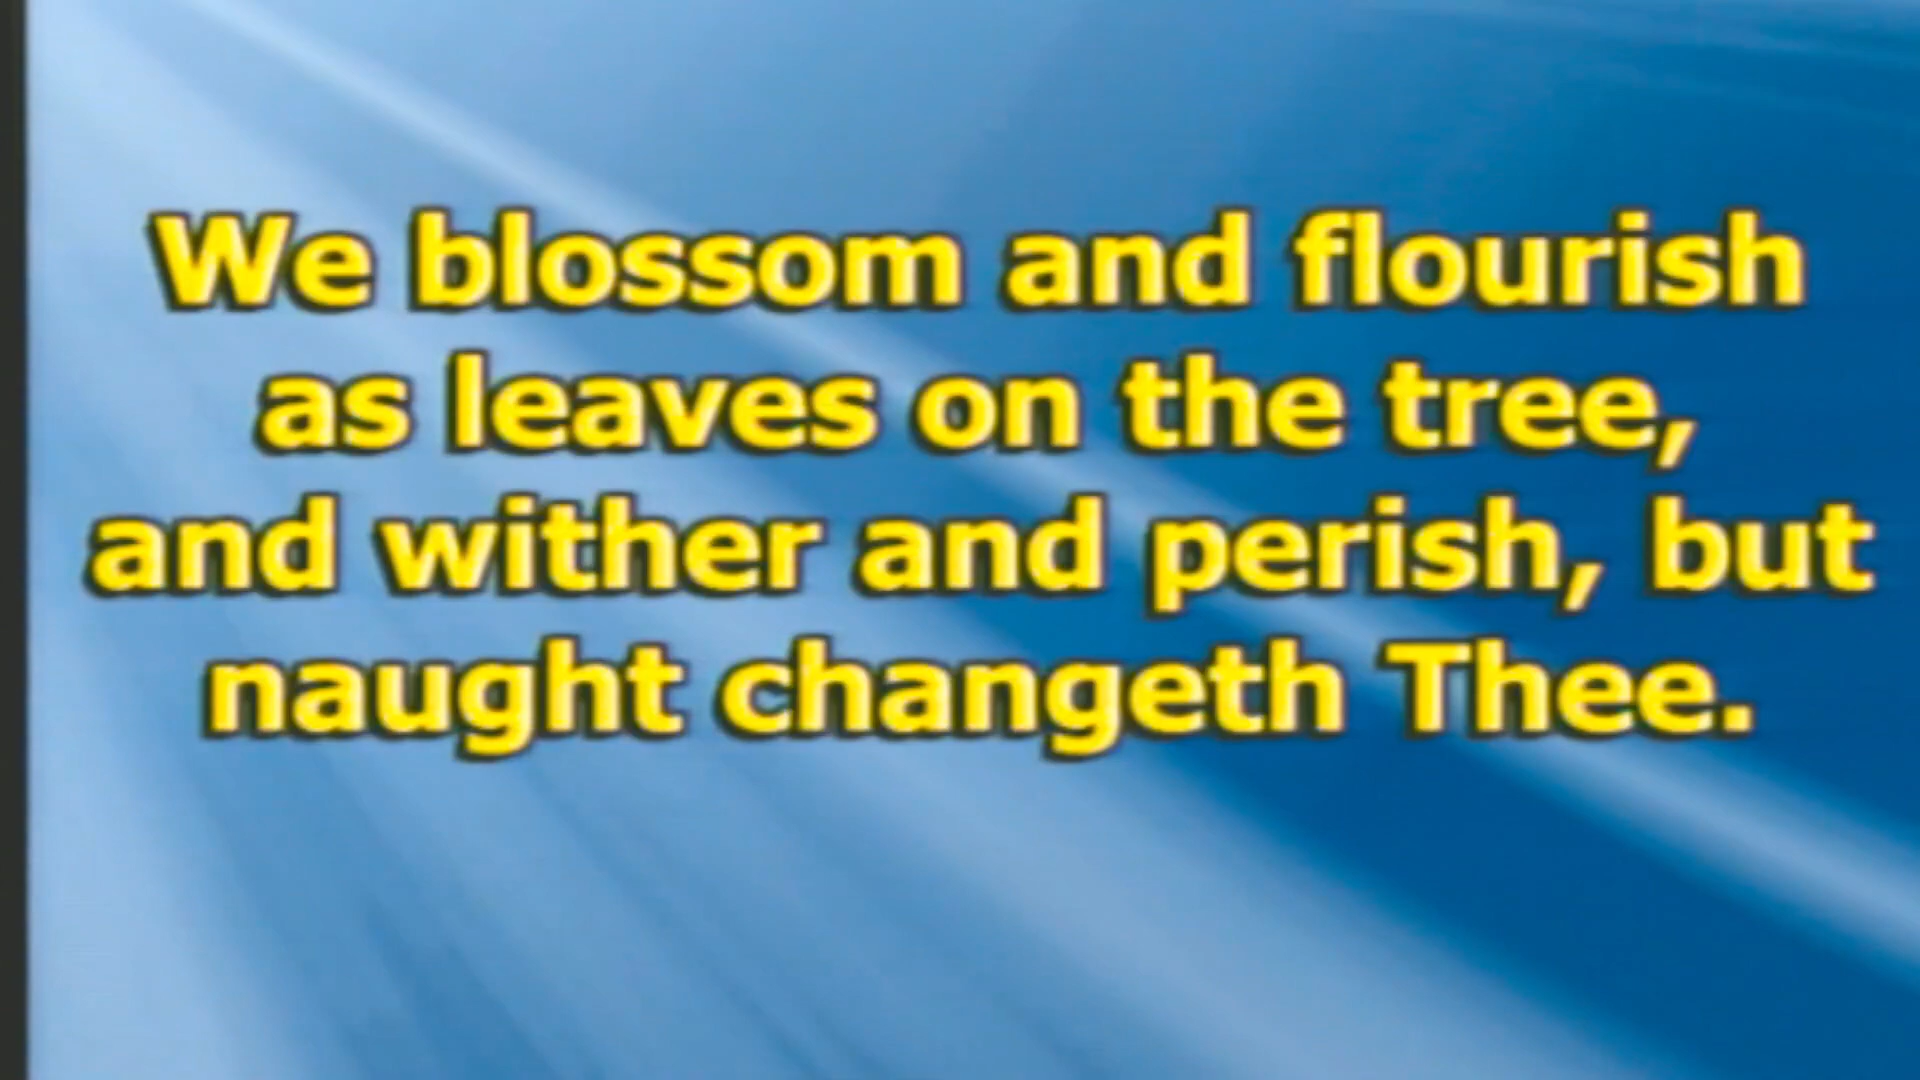 We blossom and flourish
as leaves on the tree,
and wither and perish, but
naught changeth Thee.